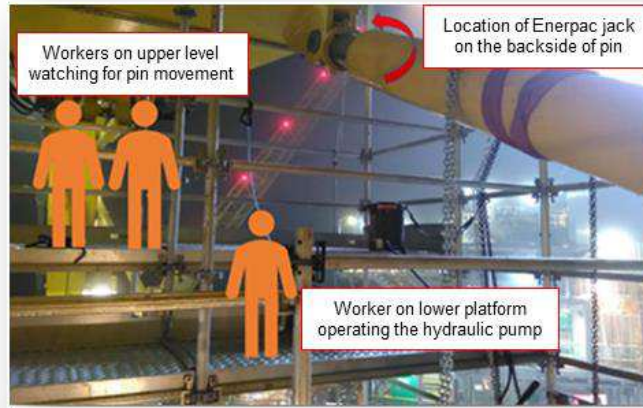 Workers on upper level
watching for pin movement
Location of Enerpac jack
on the backside of pin
Worker on lower platform
operating the hydraulic pump